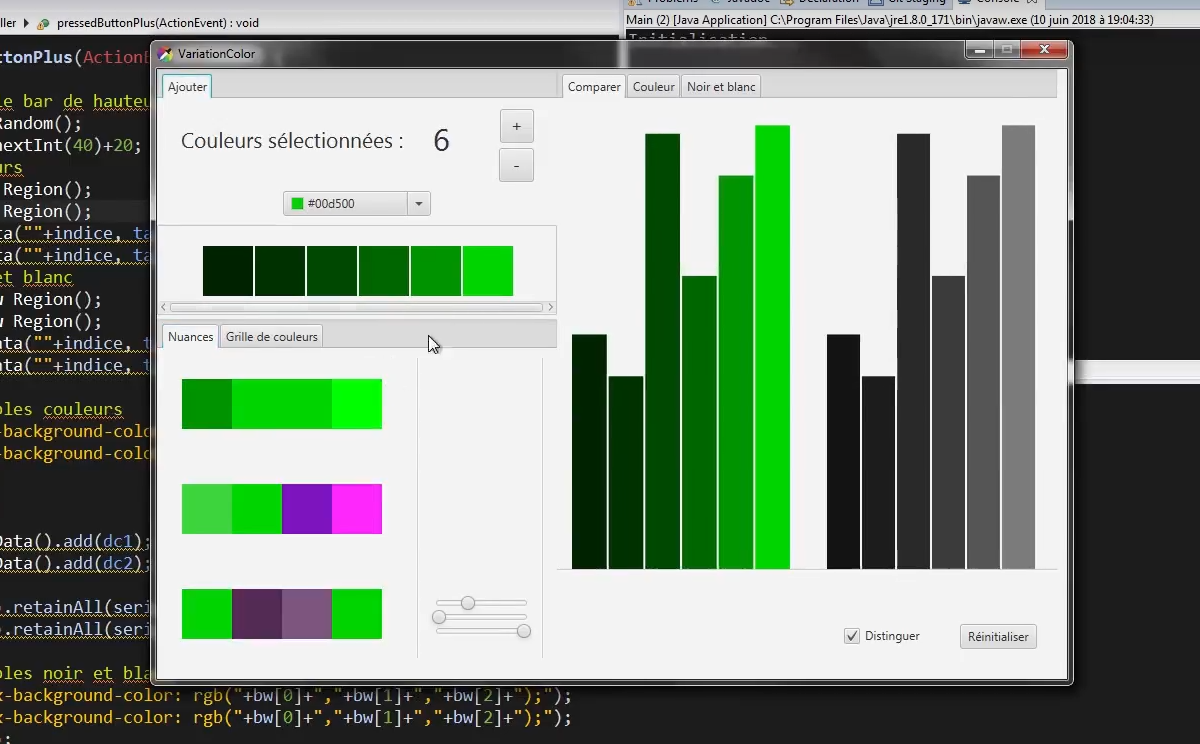 ller pressedButtonPlus(ActionEvent) : void
Problems Javadoc Declaration Git Staging Console
Main (2) [Java Application] C:\Program Files\Java\jre1.8.0_171\bin\javaw.exe (10 juin 2018 à 19:04:33)
Initialisation
VariationColor
ttonPlus(ActionE
Ajouter
Comparer Couleur Noir et blanc
le bar de hauteu
Random();
nextInt(40)+20;
urs
Region();
Region();
ta(""+indice, ta
ta(""+indice, ta
et blanc
w Region();
w Region();
ata(""+indice, t
ata(""+indice, t
bles couleurs
-background-colo
-background-colo
Data().add(dc1);
Data().add(dc2);
.retainAll(seri
.retainAll(seri
bles noir et bla
x-background-color: rgb("+bw[0]+","+bw[1]+","+bw[2]+");");
x-background-color: rgb("+bw[0]+","+bw[1]+","+bw[2]+");");
;
Couleurs sélectionnées : 6
+
-
#00d500
Nuances Grille de couleurs
Distinguer
Réinitialiser